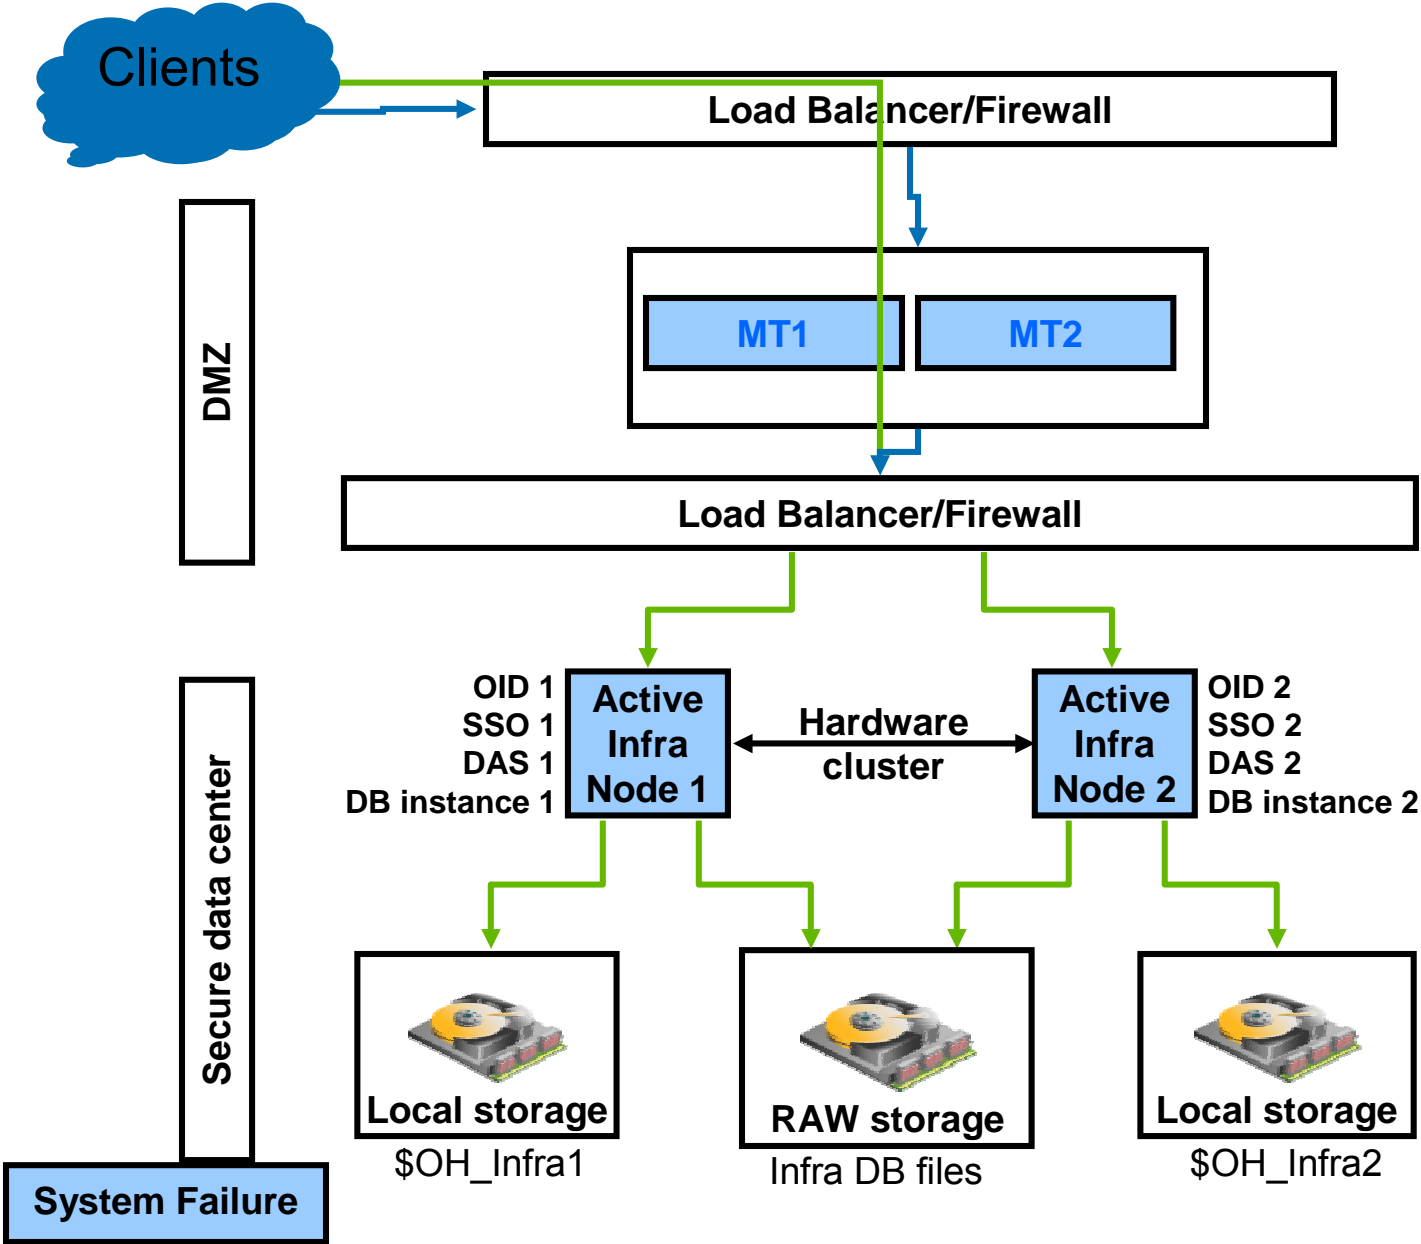 Clients
Load Balancer/Firewall
MT1
MT2
DMZ
Load Balancer/Firewall
OID 1
SSO 1
DAS 1
DB instance 1
Active
Infra
Node 1
Hardware
cluster
Active
Infra
Node 2
OID 2
SSO 2
DAS 2
DB instance 2
Secure data center
Local storage
$OH_Infra1
RAW storage
Infra DB files
Local storage
$OH_Infra2
System Failure